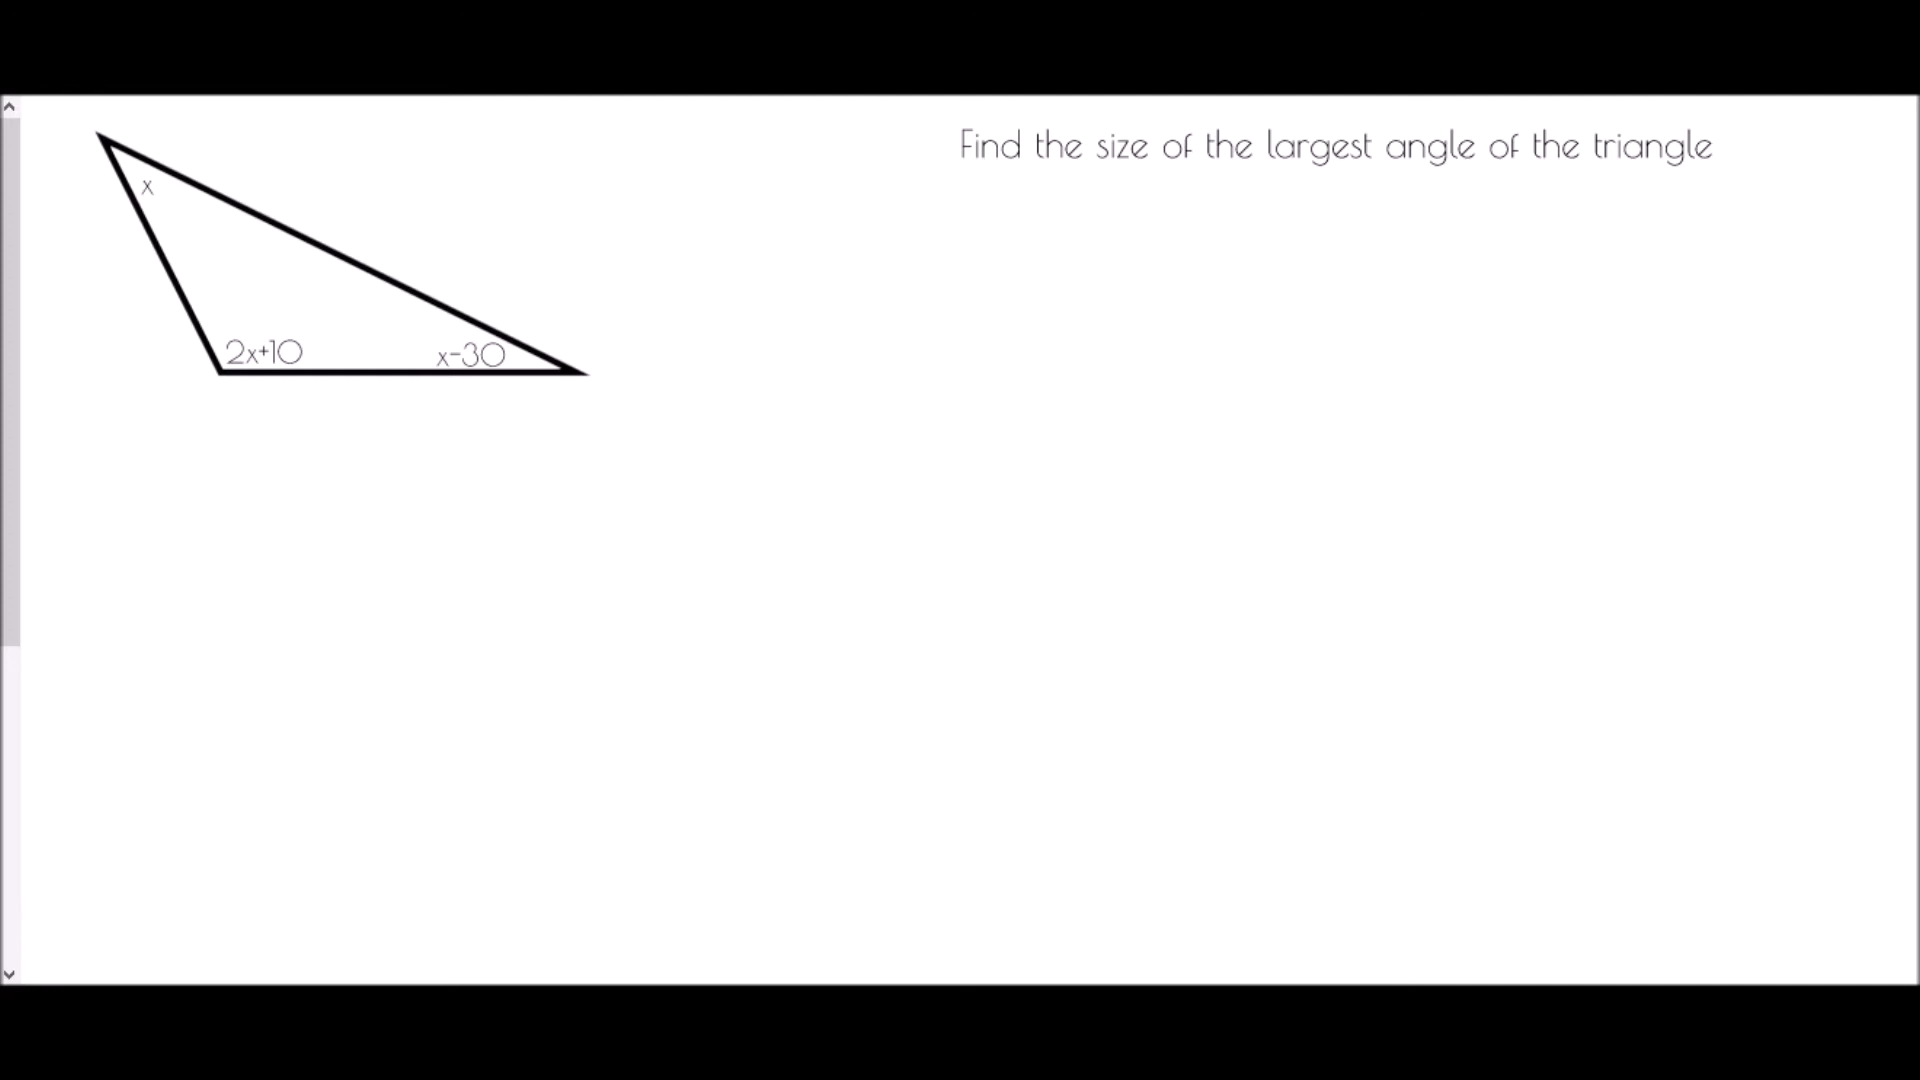 Find the size of the largest angle of the triangle
x
2x+10
x-30